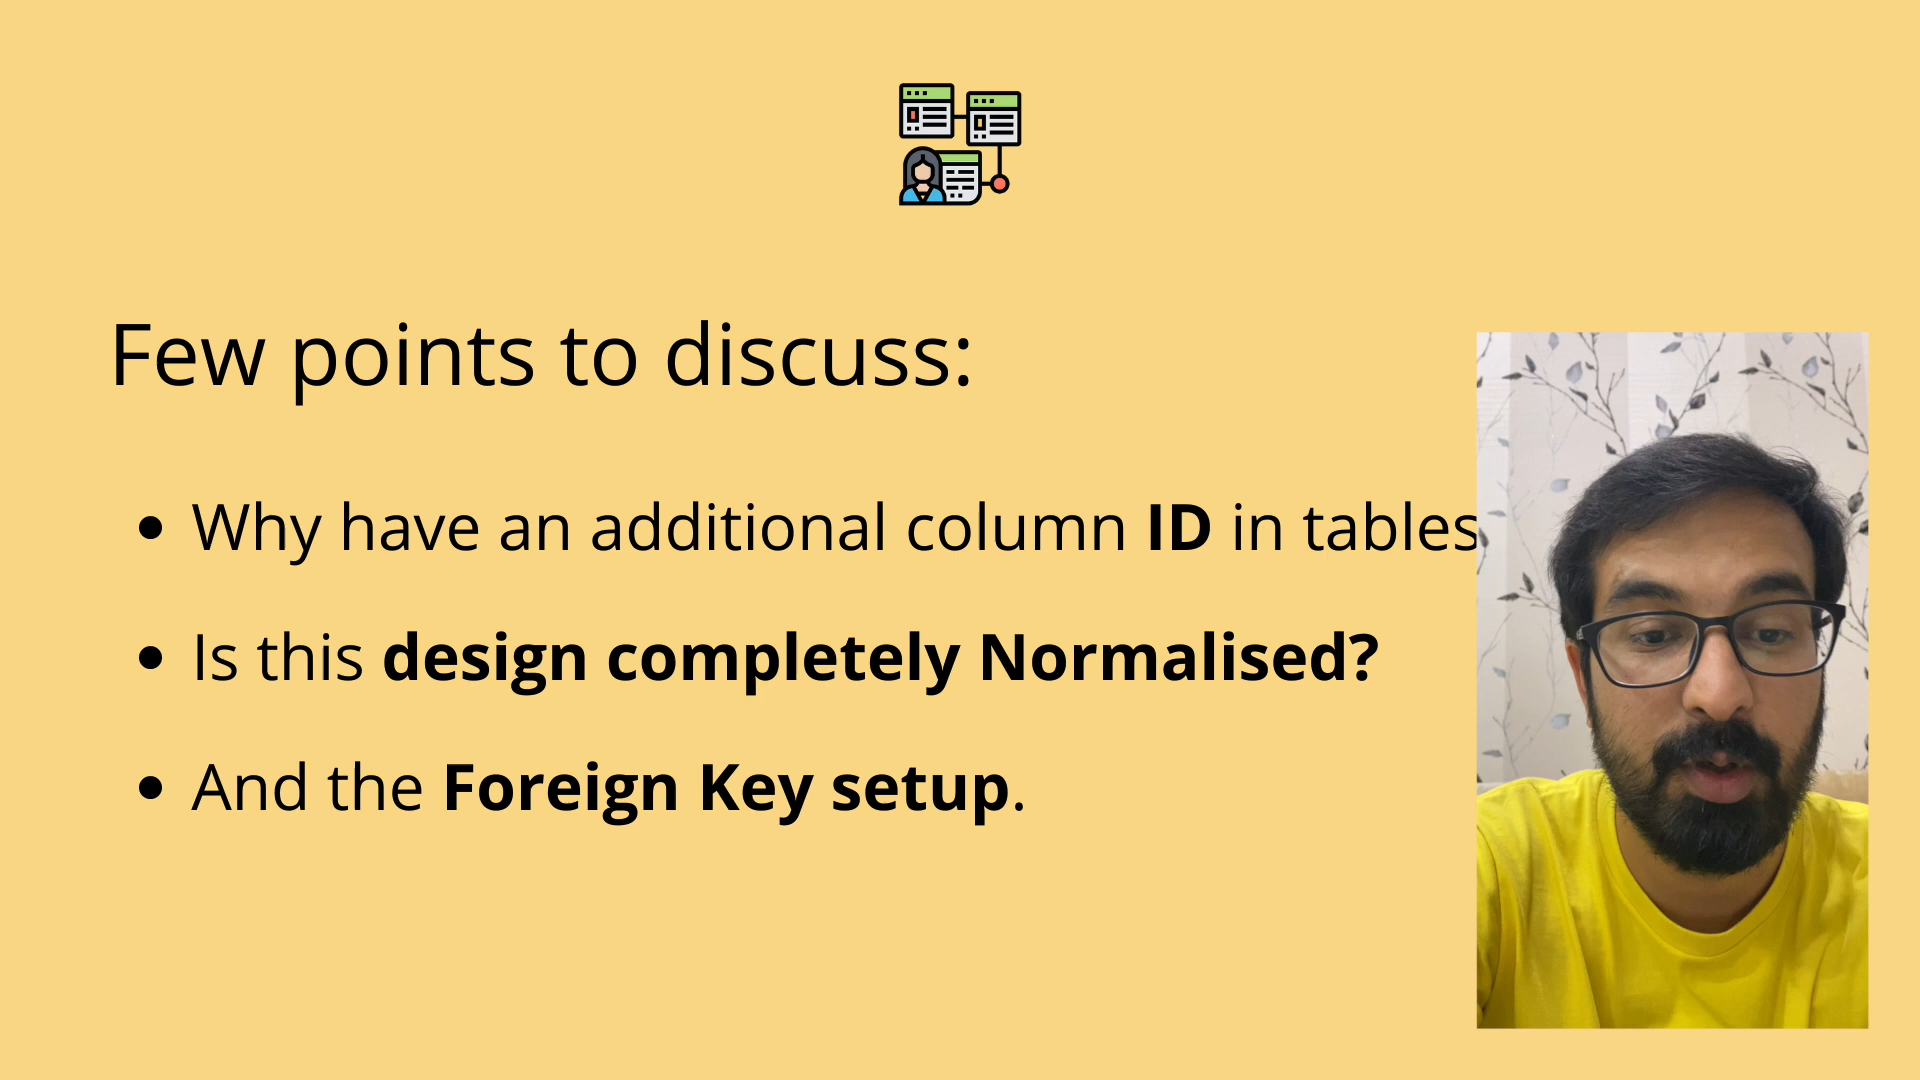 Few points to discuss:
• Why have an additional column ID in tables
• Is this design completely Normalised?
• And the Foreign Key setup.